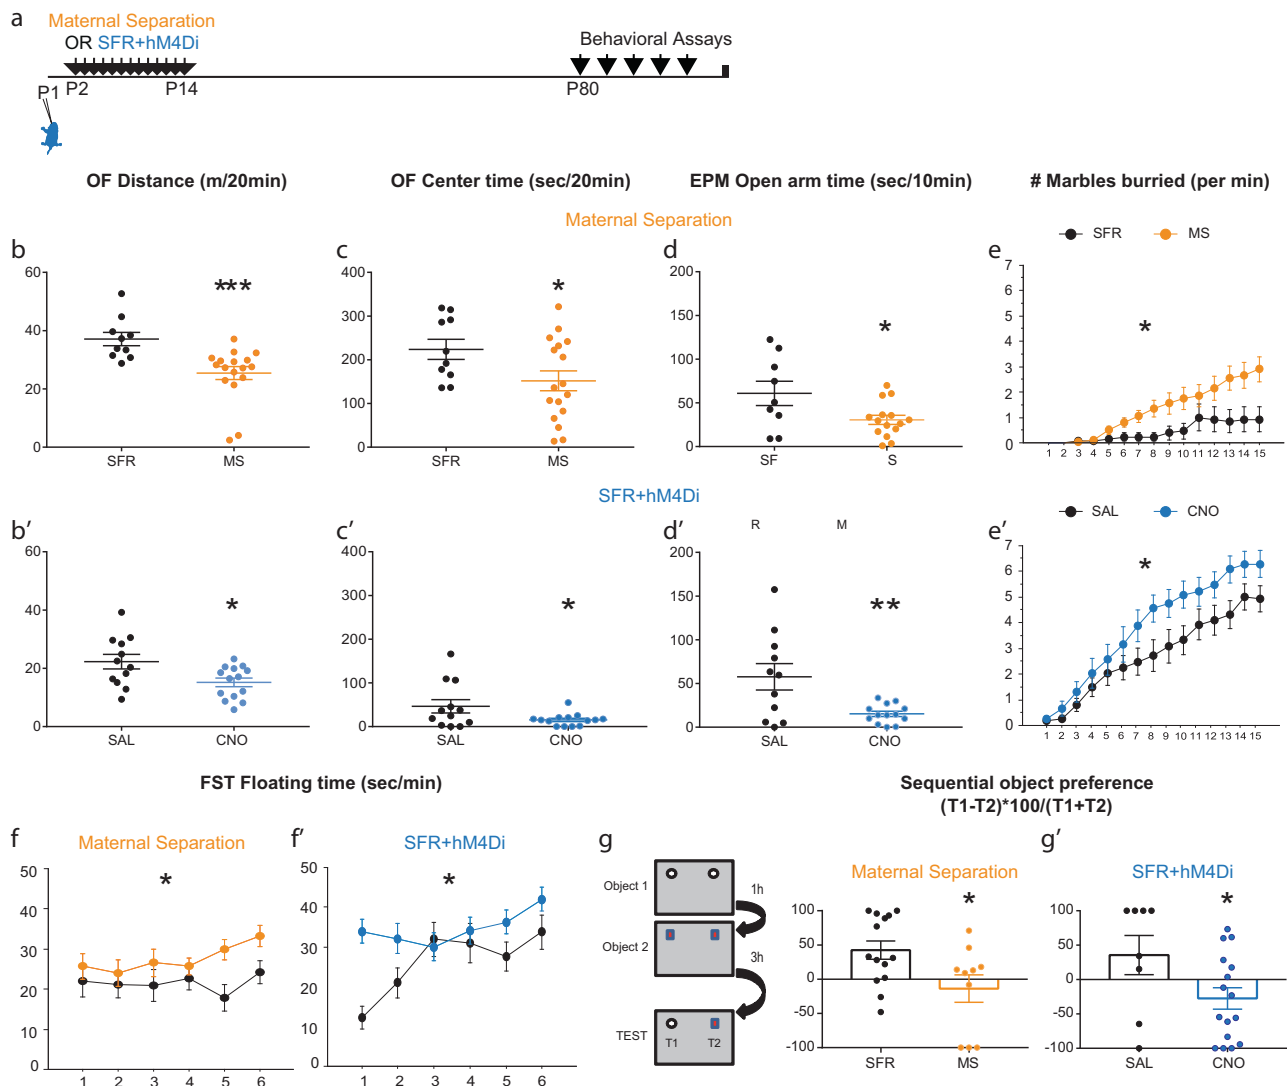 a
Maternal Separation
OR SFR+hM4Di
Behavioral Assays
P1 P2 P14 P80
OF Distance (m/20min) OF Center time (sec/20min) EPM Open arm time (sec/10min) # Marbles burried (per min)
Maternal Separation
SFR MS
b c d e
60 40 20 0
***
SFR MS
400 300 200 100 0
*
SFR MS
200 150 100 50 0
*
SF S
7 6 5 4 3 2 1 0
*
1 2 3 4 5 6 7 8 9 10 11 12 13 14 15
SFR+hM4Di
SAL CNO
b' c' d' e'
R M
60 40 20 0
*
SAL CNO
400 300 200 100 0
*
SAL CNO
200 150 100 50 0
**
SAL CNO
7 6 5 4 3 2 1 0
*
1 2 3 4 5 6 7 8 9 10 11 12 13 14 15
FST Floating time (sec/min)
Sequential object preference
(T1-T2)*100/(T1+T2)
f
Maternal Separation
50 40 30 20 10 0
*
1 2 3 4 5 6
f'
SFR+hM4Di
50 40 30 20 10 0
*
1 2 3 4 5 6
g
Object 1
1h
Object 2
3h
TEST
T1 T2
Maternal Separation
100 50 0 -50 -100
*
SFR MS
g'
SFR+hM4Di
100 50 0 -50 -100
*
SAL CNO